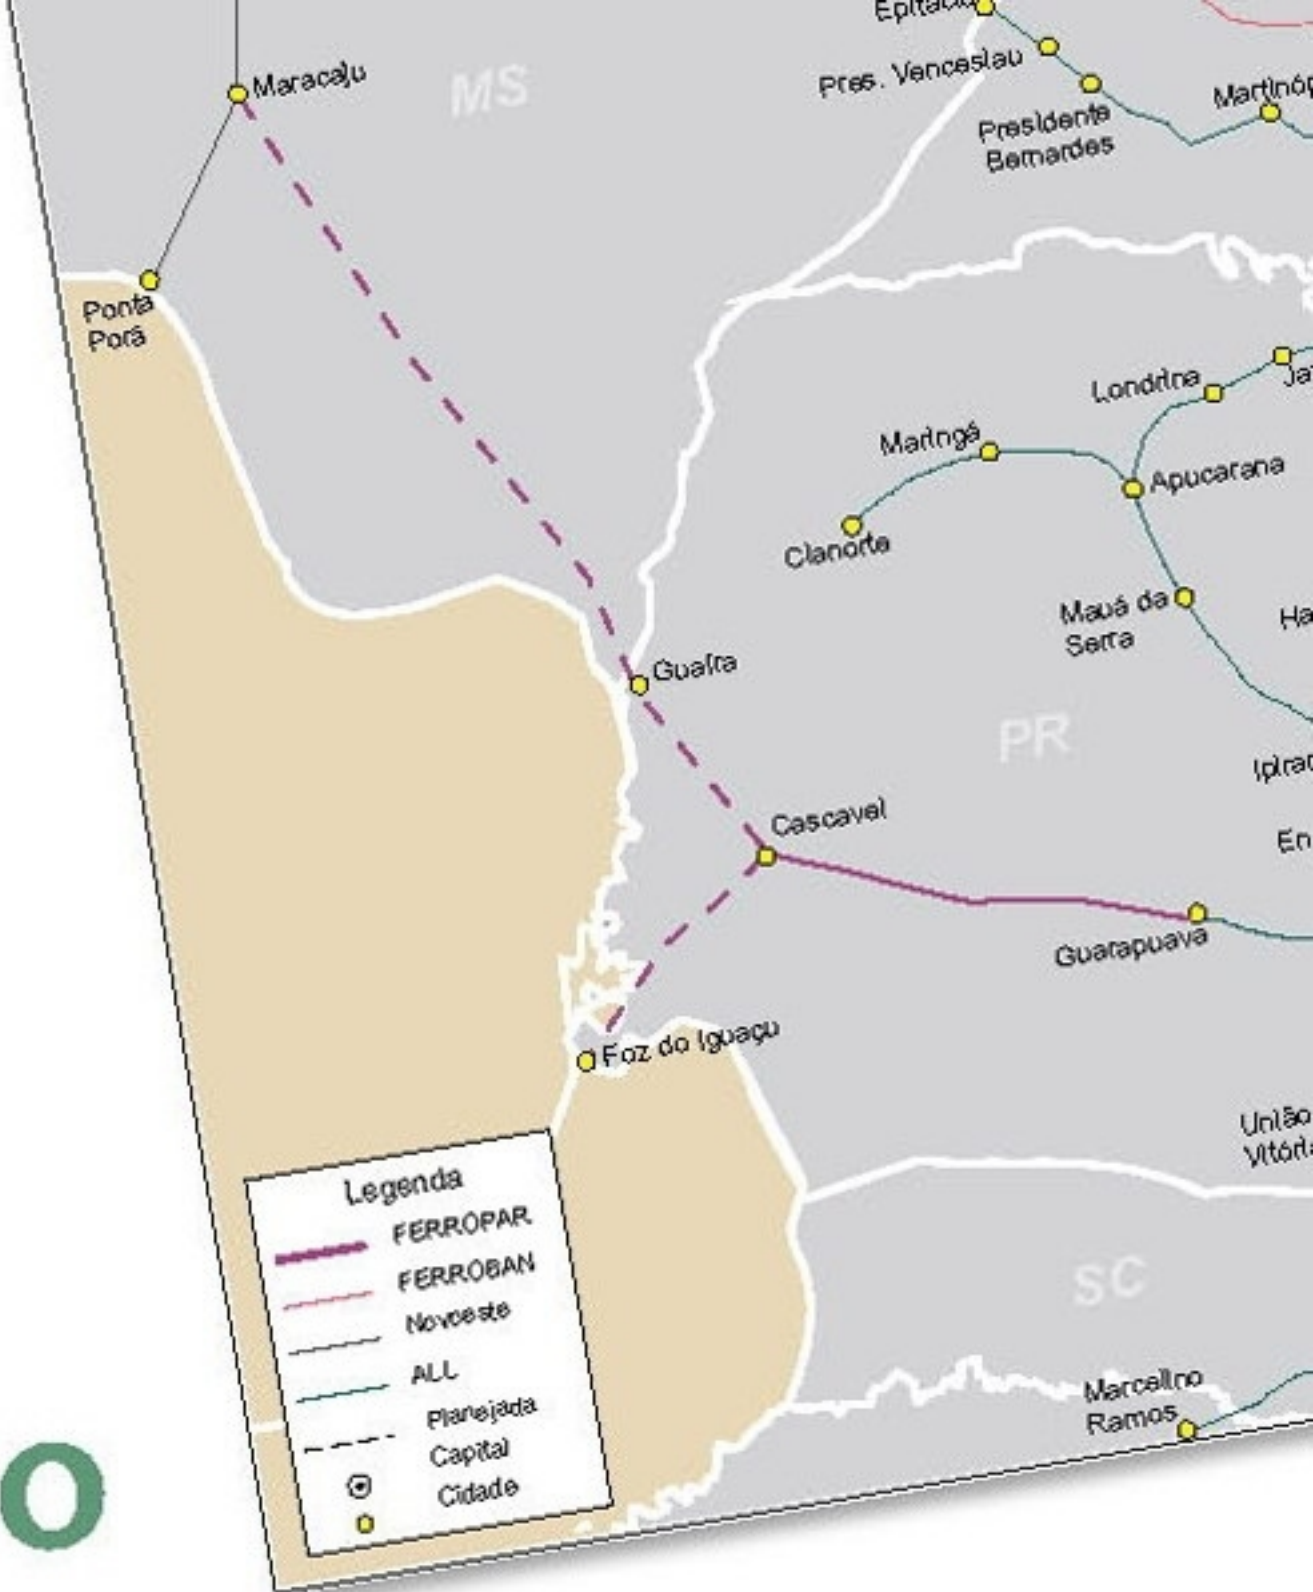 Maracaju
MS
Pres. Venceslau
Presidente
Bernardes
Ponta
Porã
Londrina
Maringá
Apucarana
Cianorte
Mauá da
Serra
Guaíra
PR
Cascavel
Guarapuava
Foz do Iguaçu
União
SC
Marcelino
Ramos
Legenda
FERROPAR
FERROBAN
Novoeste
ALL
Planejada
Capital
Cidade
O